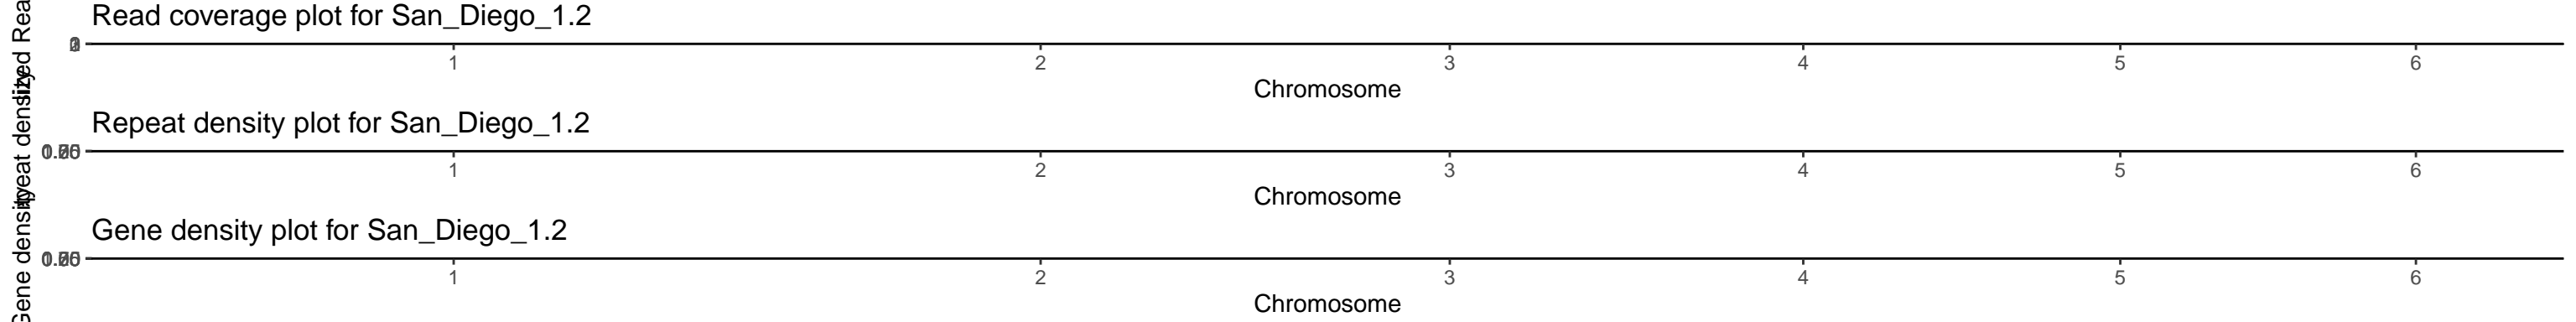 Read coverage plot for San_Diego_1.2
1 2 3 4 5 6
Chromosome
Repeat density plot for San_Diego_1.2
1 2 3 4 5 6
Chromosome
Gene density plot for San_Diego_1.2
1 2 3 4 5 6
Chromosome
Gene density